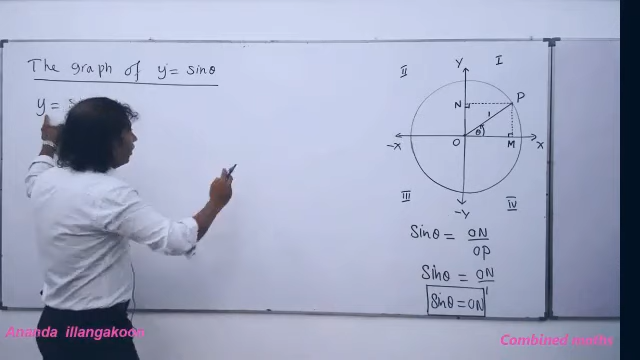 The graph of y = sinθ
y = s
Y
I
II
P
N
1
θ
-X
O
M
X
III
IV
-Y
Sinθ = ON
OP
Sinθ = ON
1
Sinθ = ON
Ananda illangakoon
Combined maths